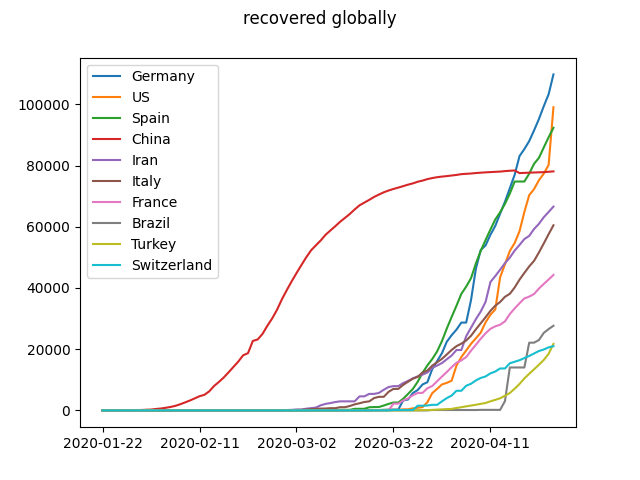 recovered globally
Germany
US
Spain
China
Iran
Italy
France
Brazil
Turkey
Switzerland
100000
80000
60000
40000
20000
0
2020-01-22 2020-02-11 2020-03-02 2020-03-22 2020-04-11